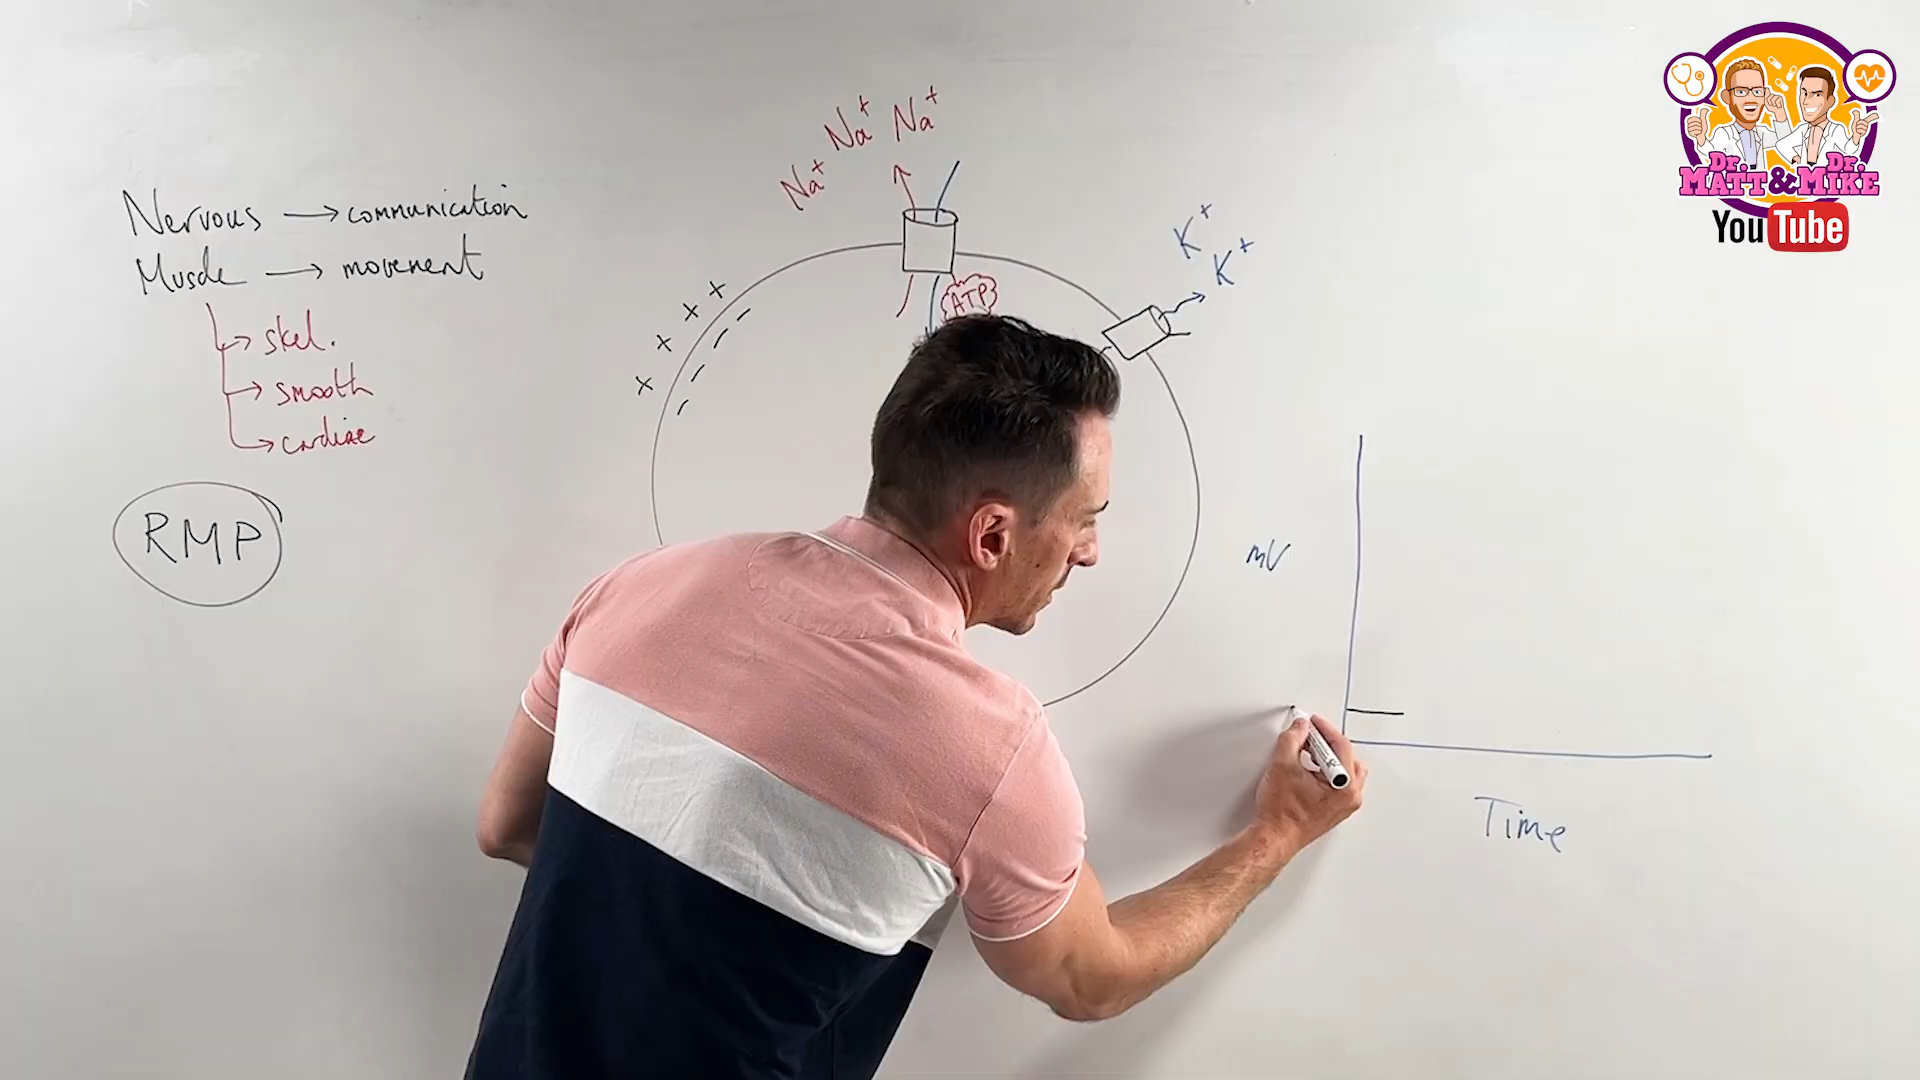 Nervous → communication
Muscle → movement
→ skel.
→ smooth
→ cardiac
RMP
Na+ Na+ Na+
ATP
K+
K+
mV
Time
Dr. Dr.
MATT & MIKE
YouTube